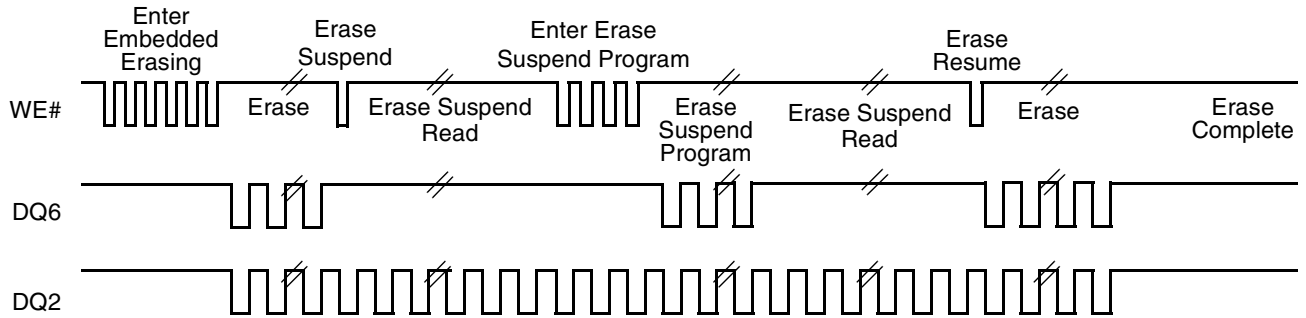 Enter
Embedded
Erasing
Erase
Suspend
Enter Erase
Suspend Program
Erase
Resume
WE#
Erase
Erase Suspend
Read
Erase
Suspend
Program
Erase Suspend
Read
Erase
Erase
Complete
DQ6
DQ2